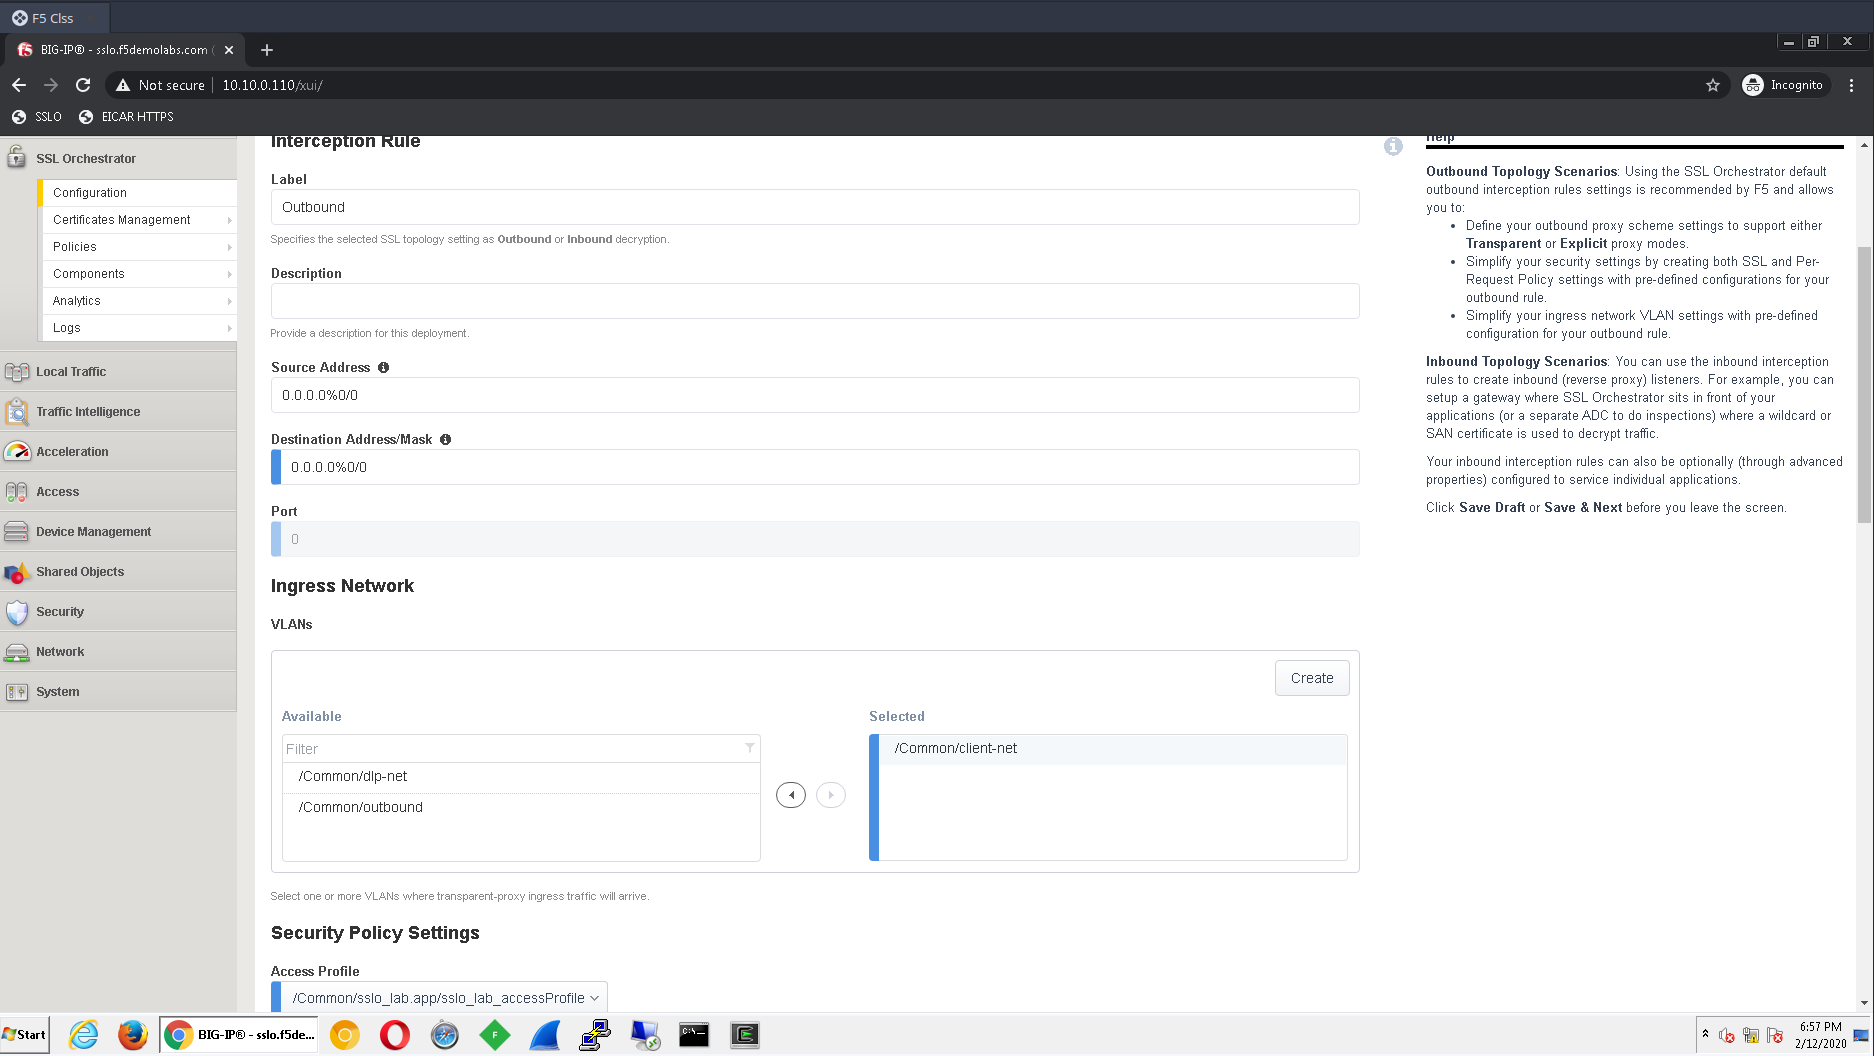 F5 Clss
BIG-IP® - sslo.f5demolabs.com (
Not secure
10.10.0.110/xui/
Incognito
SSLO
EICAR HTTPS
SSL Orchestrator
Configuration
Certificates Management
Policies
Components
Analytics
Logs
Local Traffic
Traffic Intelligence
Acceleration
Access
Device Management
Shared Objects
Security
Network
System
Interception Rule
Label
Outbound
Specifies the selected SSL topology setting as Outbound or Inbound decryption.
Description
Provide a description for this deployment.
Source Address
0.0.0.0%0/0
Destination Address/Mask
0.0.0.0%0/0
Port
0
Ingress Network
VLANs
Create
Available
Filter
/Common/dlp-net
/Common/outbound
Selected
/Common/client-net
Select one or more VLANs where transparent-proxy ingress traffic will arrive.
Security Policy Settings
Access Profile
/Common/sslo_lab.app/sslo_lab_accessProfile
Help
Outbound Topology Scenarios: Using the SSL Orchestrator default
outbound interception rules settings is recommended by F5 and allows
you to:
• Define your outbound proxy scheme settings to support either
Transparent or Explicit proxy modes.
• Simplify your security settings by creating both SSL and Per-
Request Policy settings with pre-defined configurations for your
outbound rule.
• Simplify your ingress network VLAN settings with pre-defined
configuration for your outbound rule.
Inbound Topology Scenarios: You can use the inbound interception
rules to create inbound (reverse proxy) listeners. For example, you can
setup a gateway where SSL Orchestrator sits in front of your
applications (or a separate ADC to do inspections) where a wildcard or
SAN certificate is used to decrypt traffic.
Your inbound interception rules can also be optionally (through advanced
properties) configured to service individual applications.
Click Save Draft or Save & Next before you leave the screen.
Start
BIG-IP® - sslo.f5de...
6:57 PM
2/12/2020